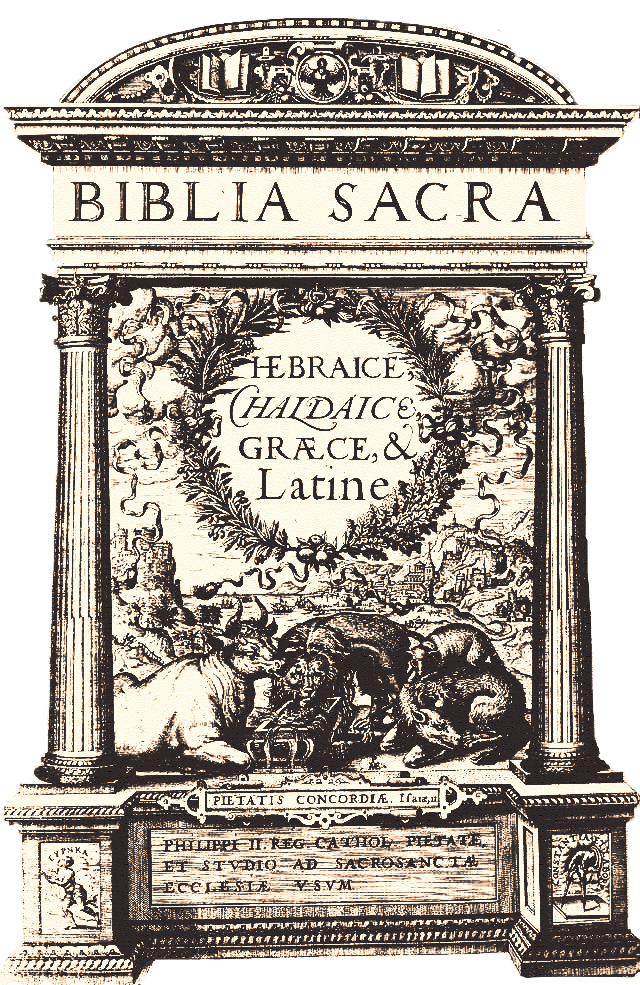 BIBLIA SACRA
HEBRAICE,
CHALDAICE,
GRÆCE, &
Latine
PIETATIS CONCORDIÆ. Isaiæ, 11
PHILIPPI II REG CATHOL. PIETATE,
ET STVDIO AD SACROSANCTÆ
ECCLESIÆ VSVM